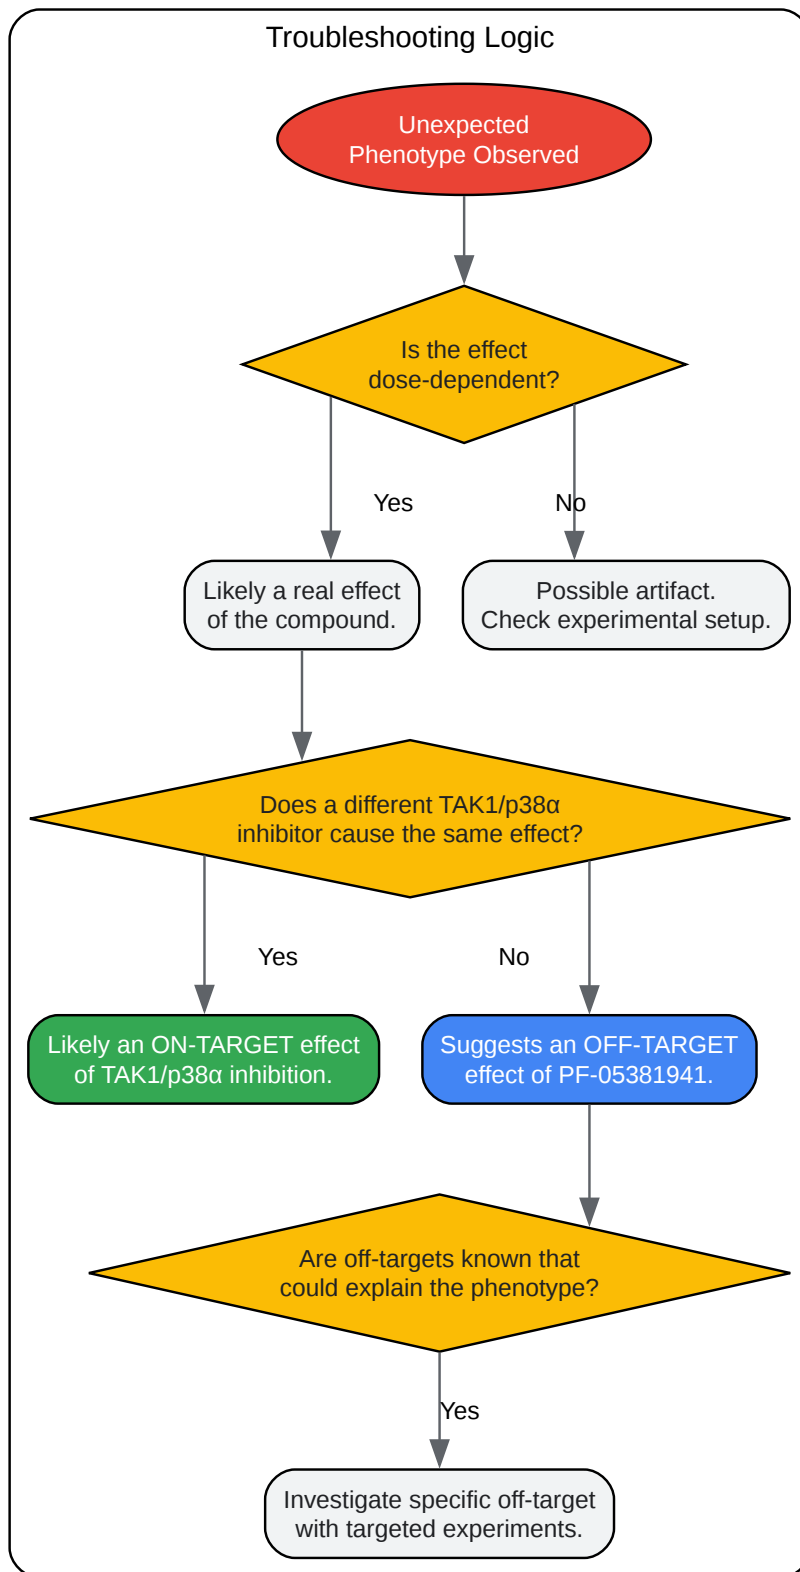 Troubleshooting Logic
Unexpected
Phenotype Observed
Is the effect
dose-dependent?
Yes
No
Likely a real effect
of the compound.
Possible artifact.
Check experimental setup.
Does a different TAK1/p38α
inhibitor cause the same effect?
Yes
No
Likely an ON-TARGET effect
of TAK1/p38α inhibition.
Suggests an OFF-TARGET
effect of PF-05381941.
Are off-targets known that
could explain the phenotype?
Yes
Investigate specific off-target
with targeted experiments.